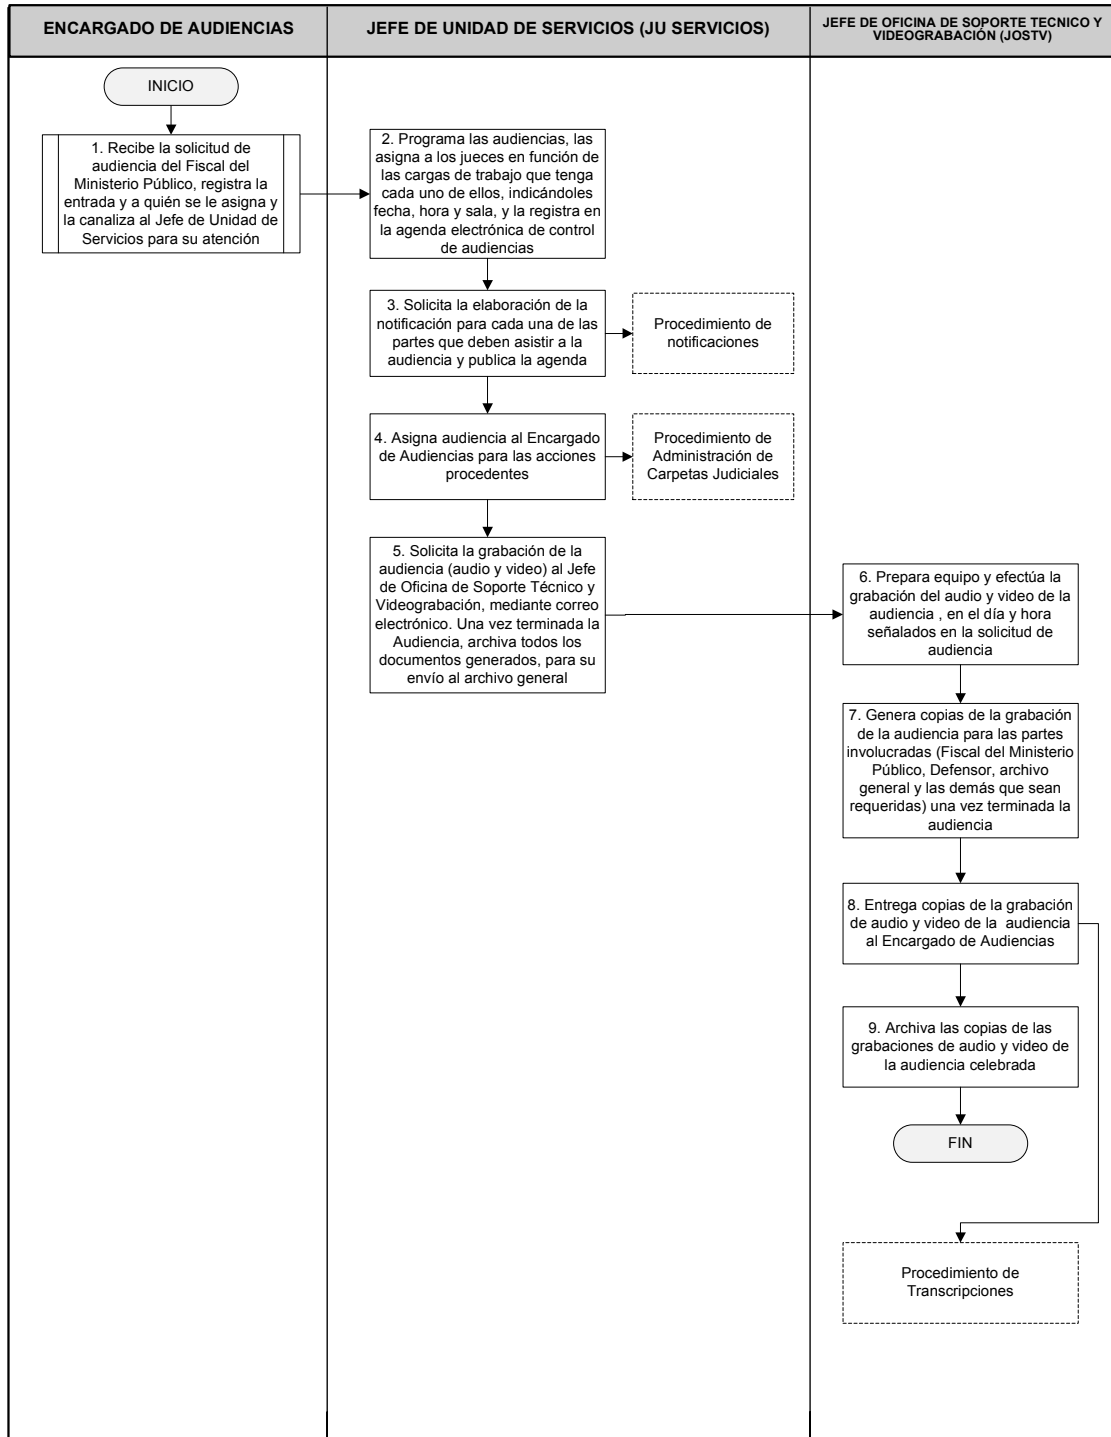 ENCARGADO DE AUDIENCIAS
JEFE DE UNIDAD DE SERVICIOS (JU SERVICIOS)
JEFE DE OFICINA DE SOPORTE TECNICO Y
VIDEOGRABACIÓN (JOSTV)
INICIO
1. Recibe la solicitud de
audiencia del Fiscal del
Ministerio Público, registra la
entrada y a quién se le asigna y
la canaliza al Jefe de Unidad de
Servicios para su atención
2. Programa las audiencias, las
asigna a los jueces en función de
las cargas de trabajo que tenga
cada uno de ellos, indicándoles
fecha, hora y sala, y la registra en
la agenda electrónica de control
de audiencias
3. Solicita la elaboración de la
notificación para cada una de las
partes que deben asistir a la
audiencia y publica la agenda
Procedimiento de
notificaciones
4. Asigna audiencia al Encargado
de Audiencias para las acciones
procedentes
Procedimiento de
Administración de
Carpetas Judiciales
5. Solicita la grabación de la
audiencia (audio y video) al Jefe
de Oficina de Soporte Técnico y
Videograbación, mediante correo
electrónico. Una vez terminada la
Audiencia, archiva todos los
documentos generados, para su
envío al archivo general
6. Prepara equipo y efectúa la
grabación del audio y video de la
audiencia , en el día y hora
señalados en la solicitud de
audiencia
7. Genera copias de la grabación
de la audiencia para las partes
involucradas (Fiscal del Ministerio
Público, Defensor, archivo
general y las demás que sean
requeridas) una vez terminada la
audiencia
8. Entrega copias de la grabación
de audio y video de la  audiencia
al Encargado de Audiencias
9. Archiva las copias de las
grabaciones de audio y video de
la audiencia celebrada
FIN
Procedimiento de
Transcripciones